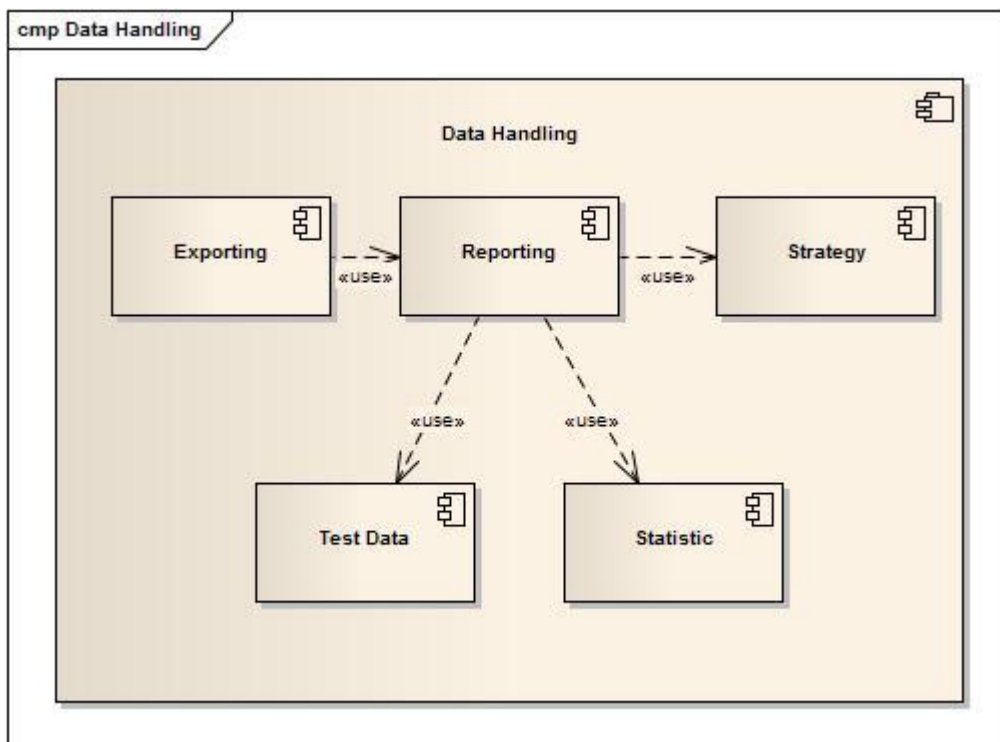 cmp Data Handling
Data Handling
Exporting
«use»
Reporting
«use»
Strategy
«use»
«use»
Test Data
Statistic